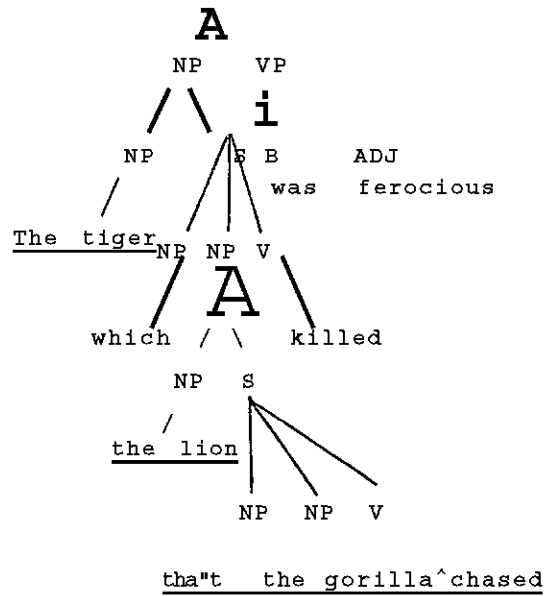 A
NP VP
i
NP S B ADJ
was ferocious
The tiger
NP NP V
A
which killed
NP S
the lion
NP NP V
tha"t the gorilla^chased